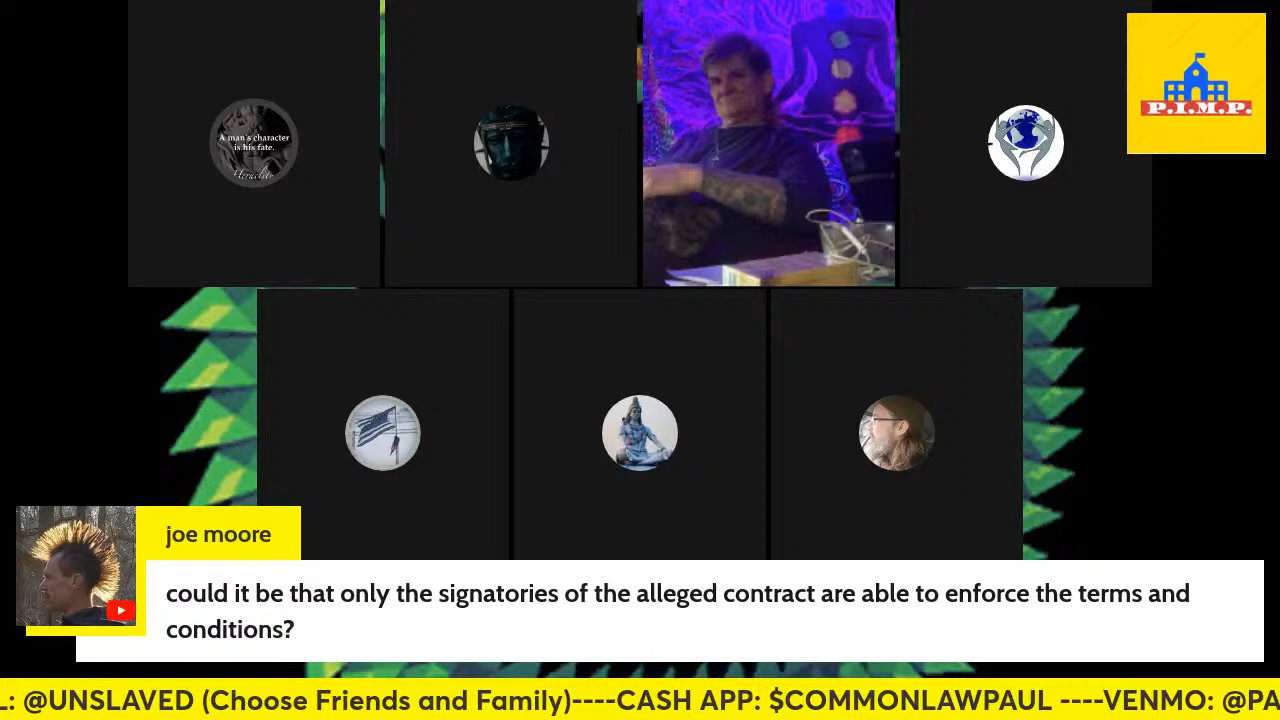 A man's character
is his fate.
Heraclitus
P.I.M.P.
joe moore
could it be that only the signatories of the alleged contract are able to enforce the terms and
conditions?
L: @UNSLAVED (Choose Friends and Family)----CASH APP: $COMMONLAWPAUL ----VENMO: @PA